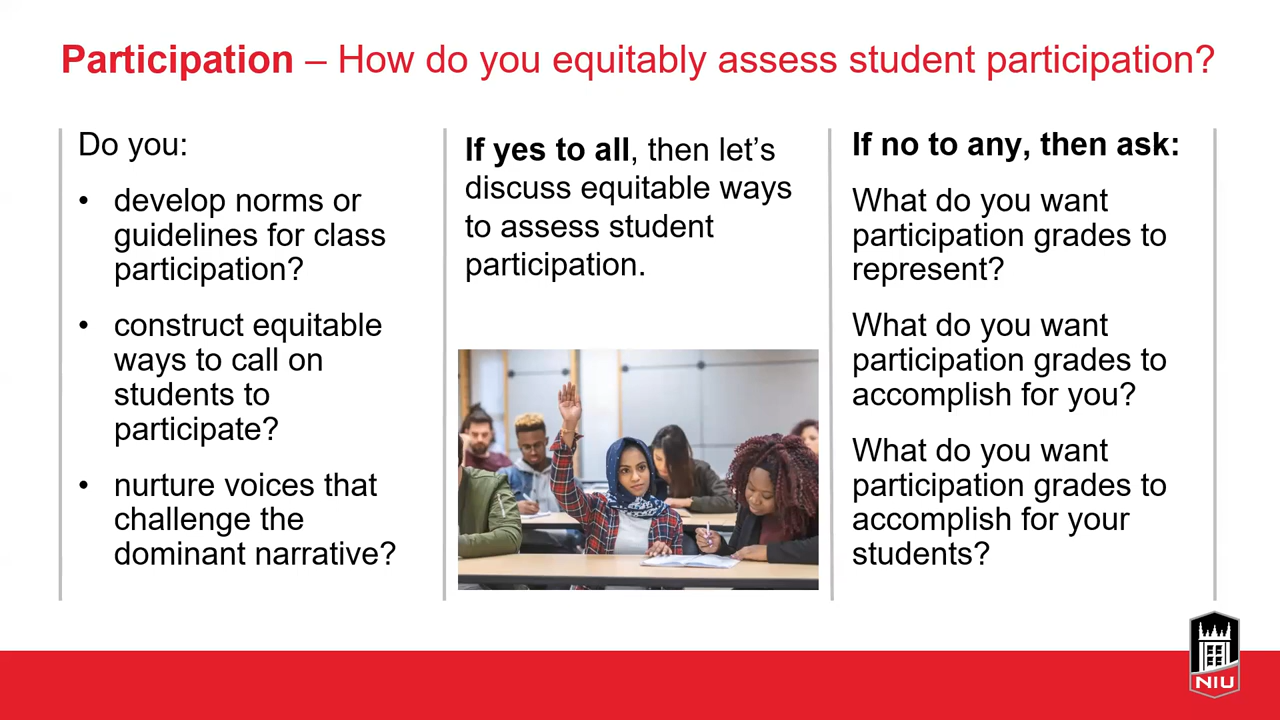 Participation – How do you equitably assess student participation?
Do you:
• develop norms or
guidelines for class
participation?
• construct equitable
ways to call on
students to
participate?
• nurture voices that
challenge the
dominant narrative?
If yes to all, then let’s
discuss equitable ways
to assess student
participation.
If no to any, then ask:
What do you want
participation grades to
represent?
What do you want
participation grades to
accomplish for you?
What do you want
participation grades to
accomplish for your
students?
NIU